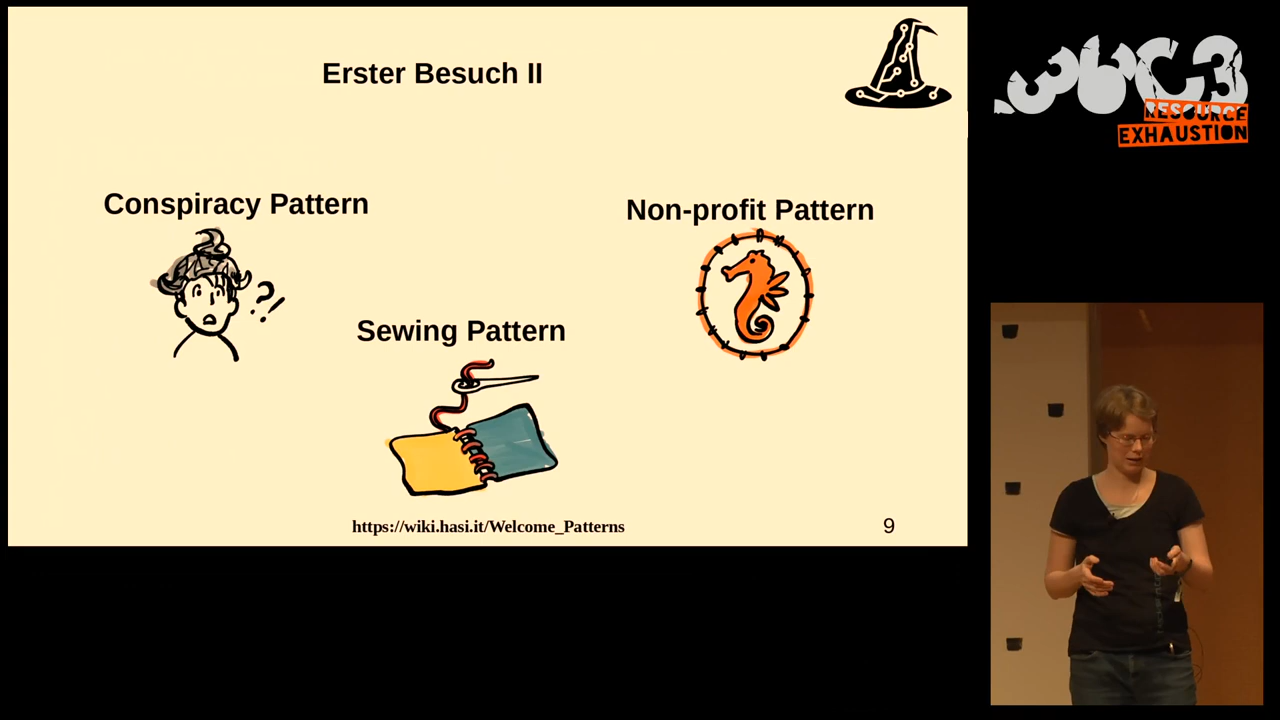 Erster Besuch II
Conspiracy Pattern
Non-profit Pattern
?!
Sewing Pattern
https://wiki.hasi.it/Welcome_Patterns
9
36C3
RESOURCE
EXHAUSTION